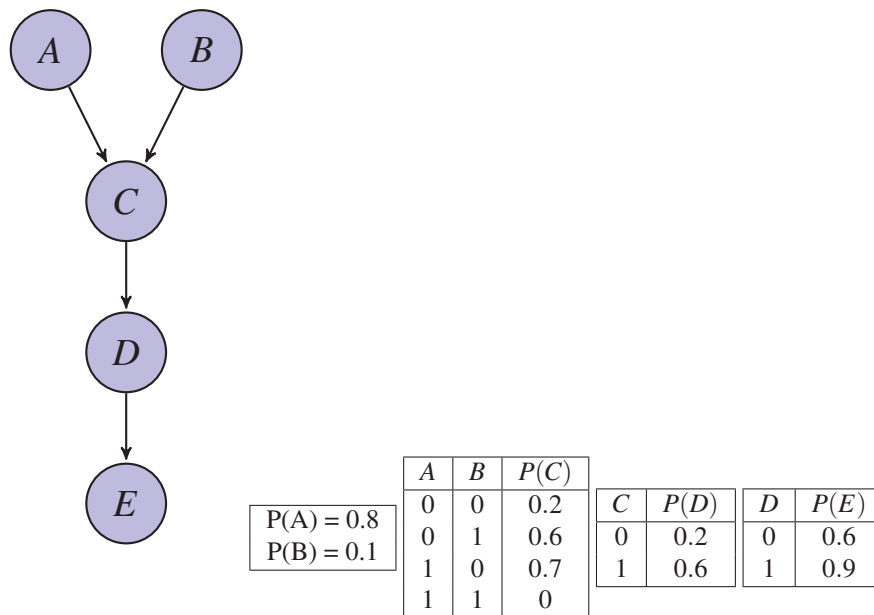 A B
C
D
E
P(A) = 0.8
P(B) = 0.1
A B P(C)
0 0 0.2
0 1 0.6
1 0 0.7
1 1 0
C P(D)
0 0.2
1 0.6
D P(E)
0 0.6
1 0.9